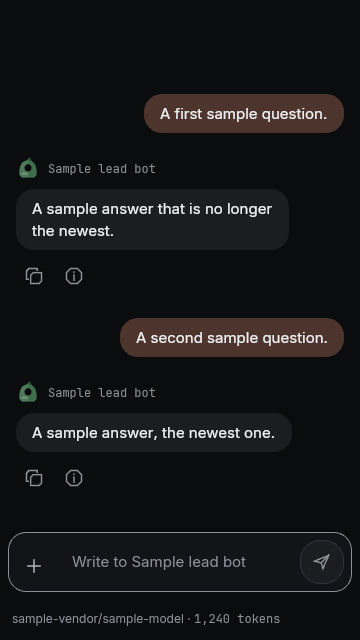 A first sample question.
Sample lead bot
A sample answer that is no longer
the newest.
A second sample question.
Sample lead bot
A sample answer, the newest one.
Write to Sample lead bot
sample-vendor/sample-model · 1,240 tokens